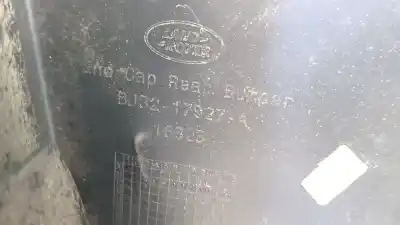 LAND
ROVER
End Cap Rear Bumper
BJ32-17927-A